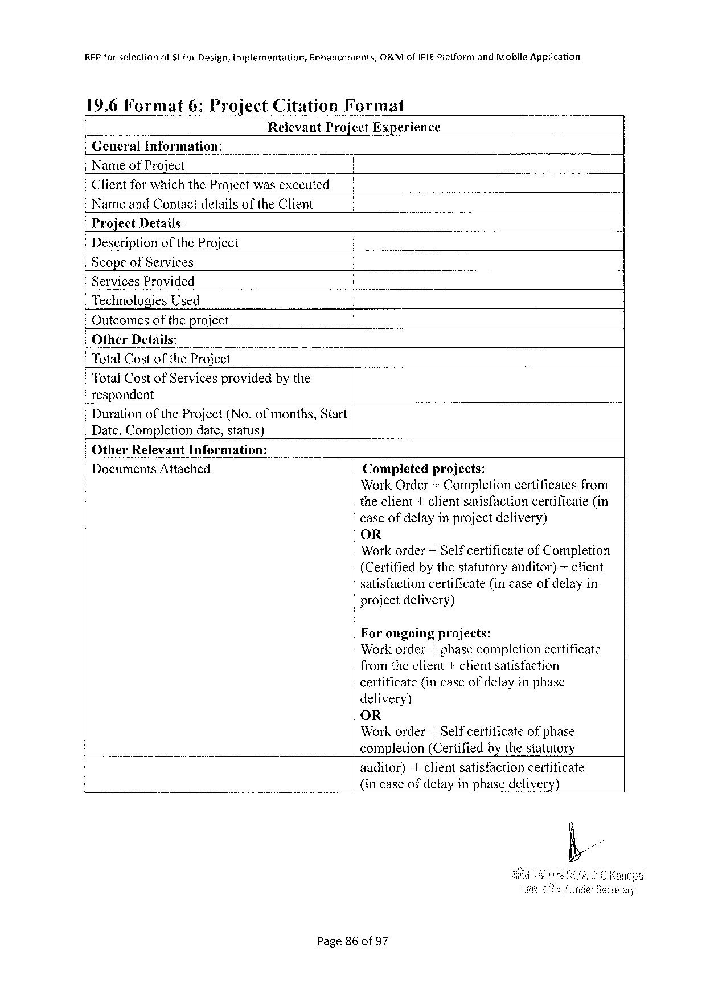 RFP for selection of SI for Design, Implementation, Enhancements, O&M of iPIE Platform and Mobile Application
19.6 Format 6: Project Citation Format
Relevant Project Experience
General Information:
Name of Project
Client for which the Project was executed
Name and Contact details of the Client
Project Details:
Description of the Project
Scope of Services
Services Provided
Technologies Used
Outcomes of the project
Other Details:
Total Cost of the Project
Total Cost of Services provided by the
respondent
Duration of the Project (No. of months, Start
Date, Completion date, status)
Other Relevant Information:
Documents Attached
Completed projects:
Work Order + Completion certificates from
the client + client satisfaction certificate (in
case of delay in project delivery)
OR
Work order + Self certificate of Completion
(Certified by the statutory auditor) + client
satisfaction certificate (in case of delay in
project delivery)
For ongoing projects:
Work order + phase completion certificate
from the client + client satisfaction
certificate (in case of delay in phase
delivery)
OR
Work order + Self certificate of phase
completion (Certified by the statutory
auditor) + client satisfaction certificate
(in case of delay in phase delivery)
अनिल चन्द्र काण्डपाल/Anil C Kandpal
अवर सचिव/Under Secretary
Page 86 of 97